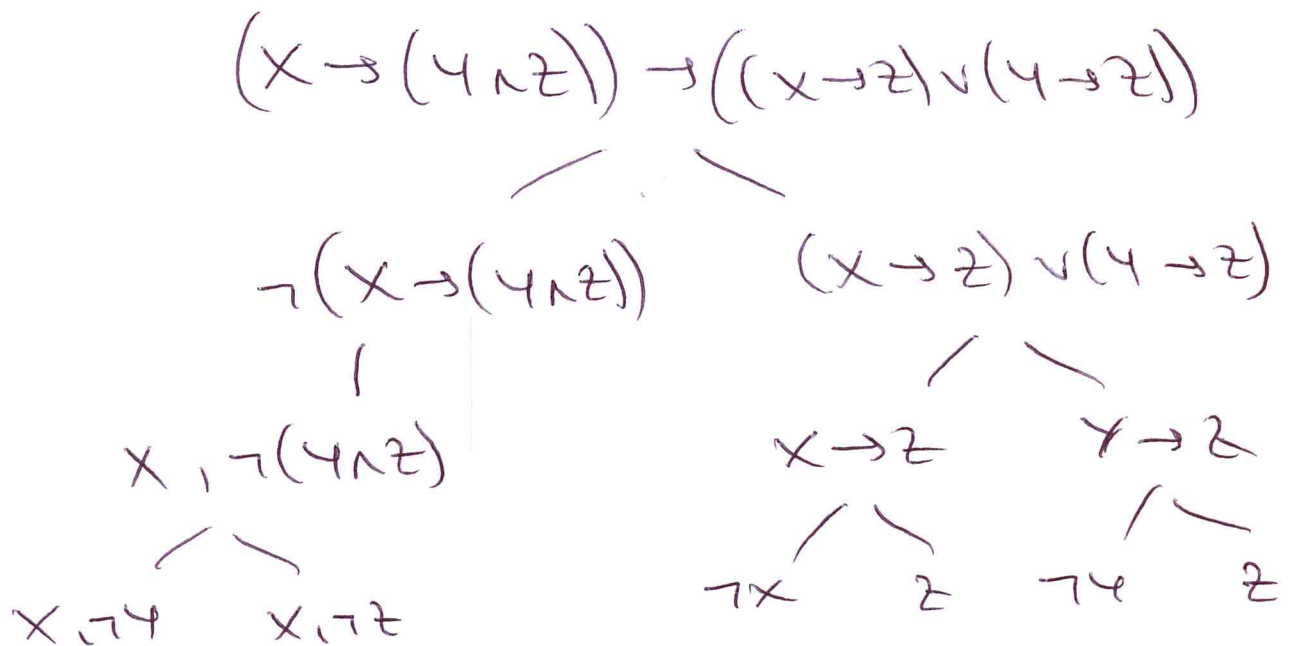 (X → (Y ∧ Z)) → ((X → Z) ∨ (Y → Z))
¬(X → (Y ∧ Z)) (X → Z) ∨ (Y → Z)
X, ¬(Y ∧ Z) X → Z Y → Z
X, ¬Y X, ¬Z ¬X Z ¬Y Z